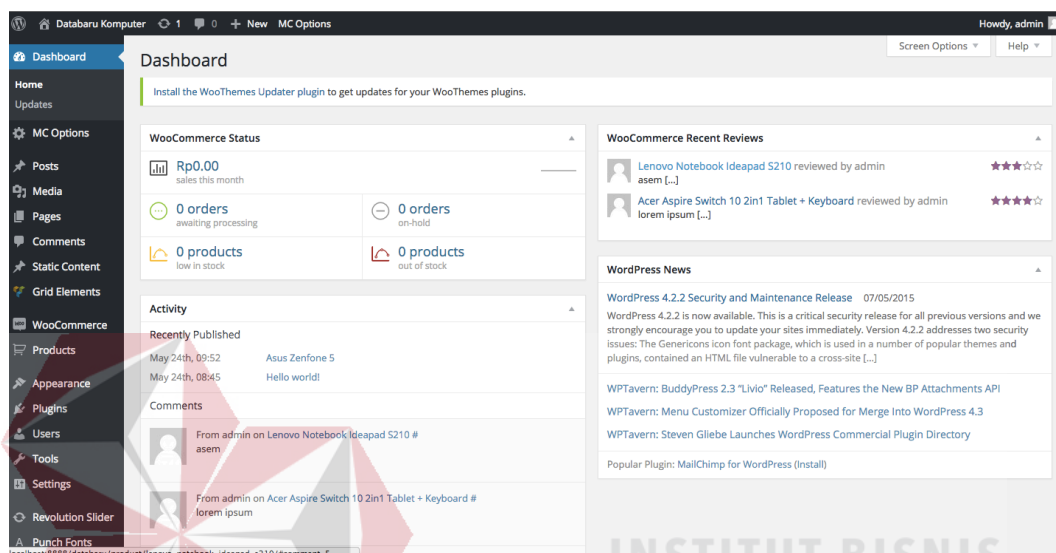 Databaru Komputer 1 0 + New MC Options Howdy, admin
Screen Options Help
Dashboard
Home
Updates
MC Options
Posts
Media
Pages
Comments
Static Content
Grid Elements
WooCommerce
Products
Appearance
Plugins
Users
Tools
Settings
Revolution Slider
Punch Fonts
Dashboard
Install the WooThemes Updater plugin to get updates for your WooThemes plugins.
WooCommerce Status
Rp0.00
sales this month
0 orders
awaiting processing
0 orders
on-hold
0 products
low in stock
0 products
out of stock
Activity
Recently Published
May 24th, 09:52 Asus Zenfone 5
May 24th, 08:45 Hello world!
Comments
From admin on Lenovo Notebook Ideapad S210 #
asem
From admin on Acer Aspire Switch 10 2in1 Tablet + Keyboard #
lorem ipsum
WooCommerce Recent Reviews
Lenovo Notebook Ideapad S210 reviewed by admin
asem [...]
Acer Aspire Switch 10 2in1 Tablet + Keyboard reviewed by admin
lorem ipsum [...]
WordPress News
WordPress 4.2.2 Security and Maintenance Release 07/05/2015
WordPress 4.2.2 is now available. This is a critical security release for all previous versions and we
strongly encourage you to update your sites immediately. Version 4.2.2 addresses two security
issues: The Genericons icon font package, which is used in a number of popular themes and
plugins, contained an HTML file vulnerable to a cross-site [...]
WPTavern: BuddyPress 2.3 “Livio” Released, Features the New BP Attachments API
WPTavern: Menu Customizer Officially Proposed for Merge Into WordPress 4.3
WPTavern: Steven Gliebe Launches WordPress Commercial Plugin Directory
Popular Plugin: MailChimp for WordPress (Install)
INSTITUT BISNIS